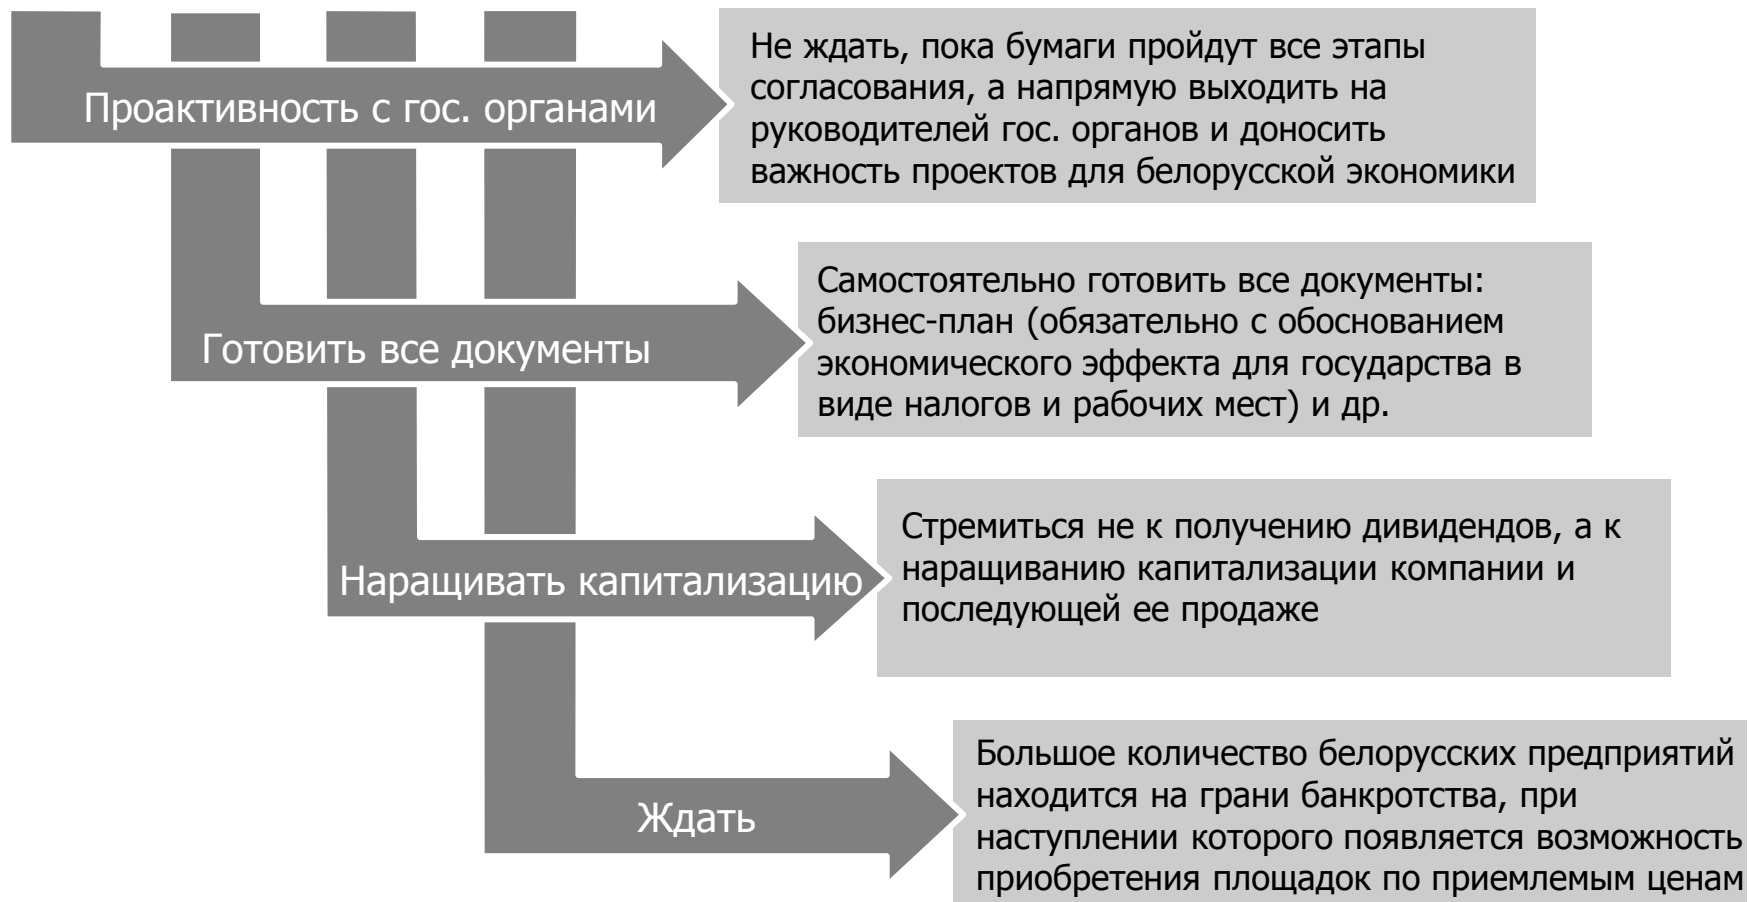 Проактивность с гос. органами
Не ждать, пока бумаги пройдут все этапы
согласования, а напрямую выходить на
руководителей гос. органов и доносить
важность проектов для белорусской экономики
Готовить все документы
Самостоятельно готовить все документы:
бизнес-план (обязательно с обоснованием
экономического эффекта для государства в
виде налогов и рабочих мест) и др.
Наращивать капитализацию
Стремиться не к получению дивидендов, а к
наращиванию капитализации компании и
последующей ее продаже
Ждать
Большое количество белорусских предприятий
находится на грани банкротства, при
наступлении которого появляется возможность
приобретения площадок по приемлемым ценам